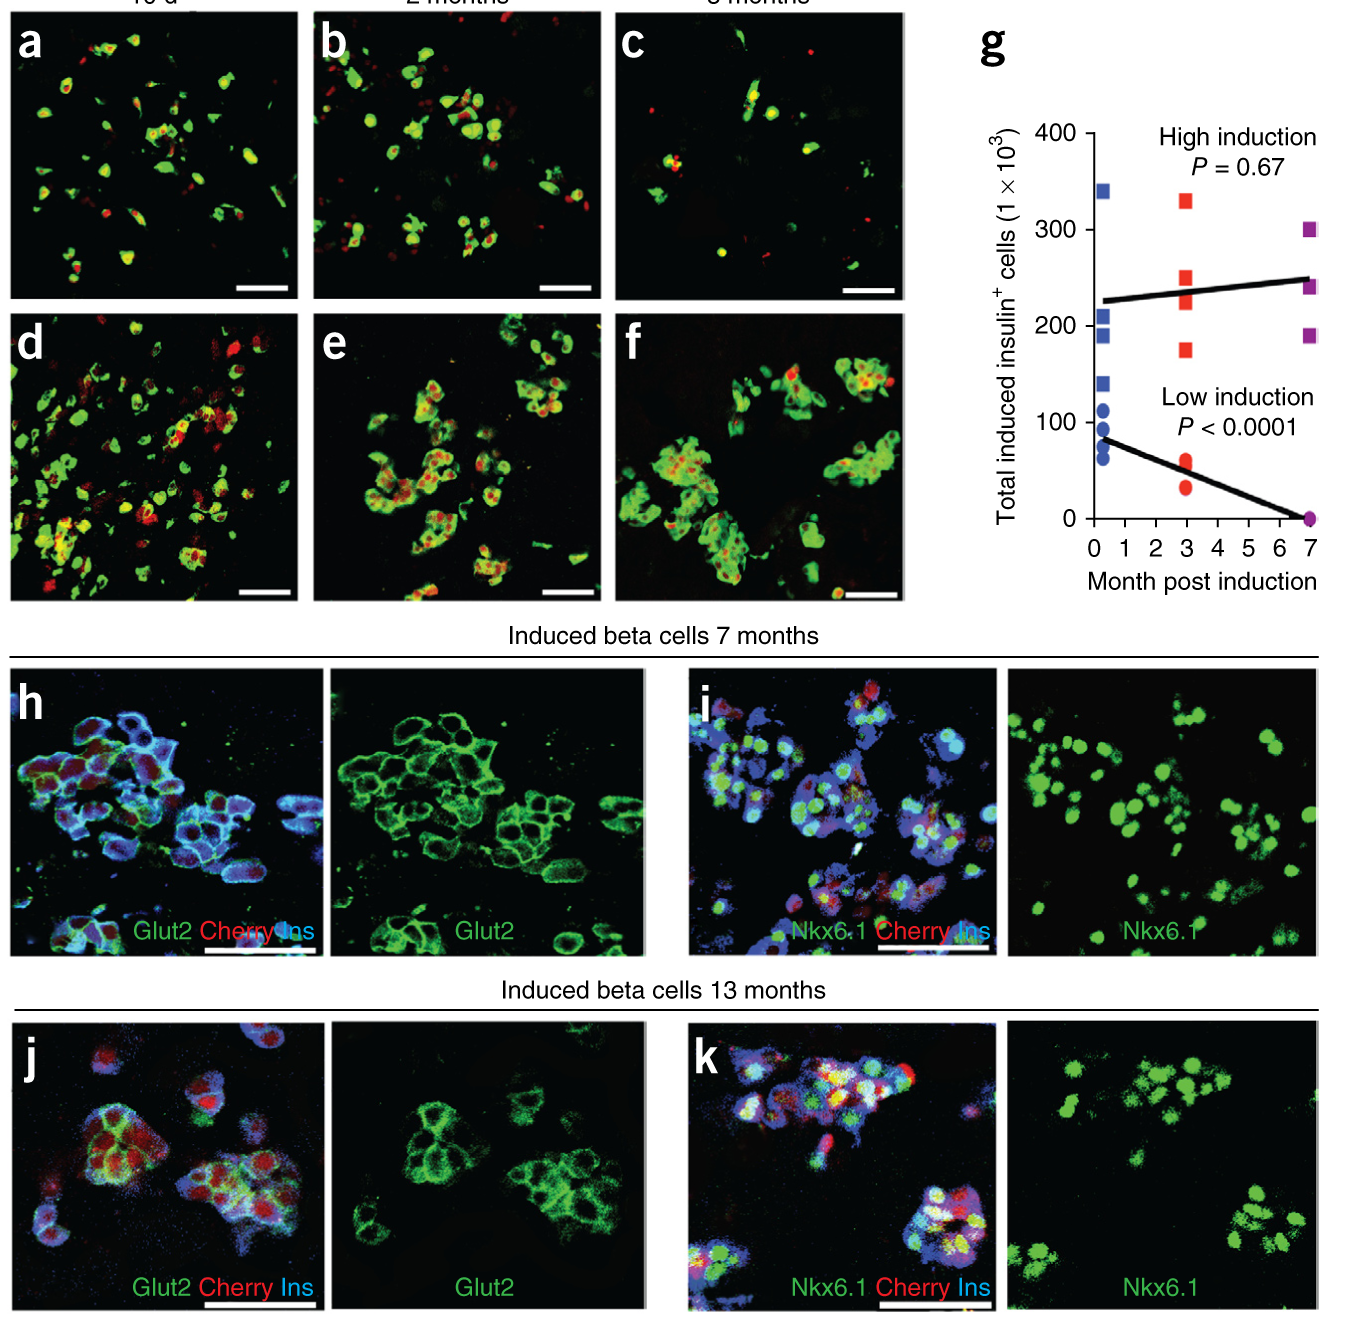 2 months
a
b
c
d
e
f
g
400
300
200
100
0
Total induced insulin⁺ cells (1 × 10³)
High induction
P = 0.67
Low induction
P < 0.0001
0 1 2 3 4 5 6 7
Month post induction
Induced beta cells 7 months
h
Glut2 Cherry Ins
Glut2
i
Nkx6.1 Cherry Ins
Nkx6.1
Induced beta cells 13 months
j
Glut2 Cherry Ins
Glut2
k
Nkx6.1 Cherry Ins
Nkx6.1